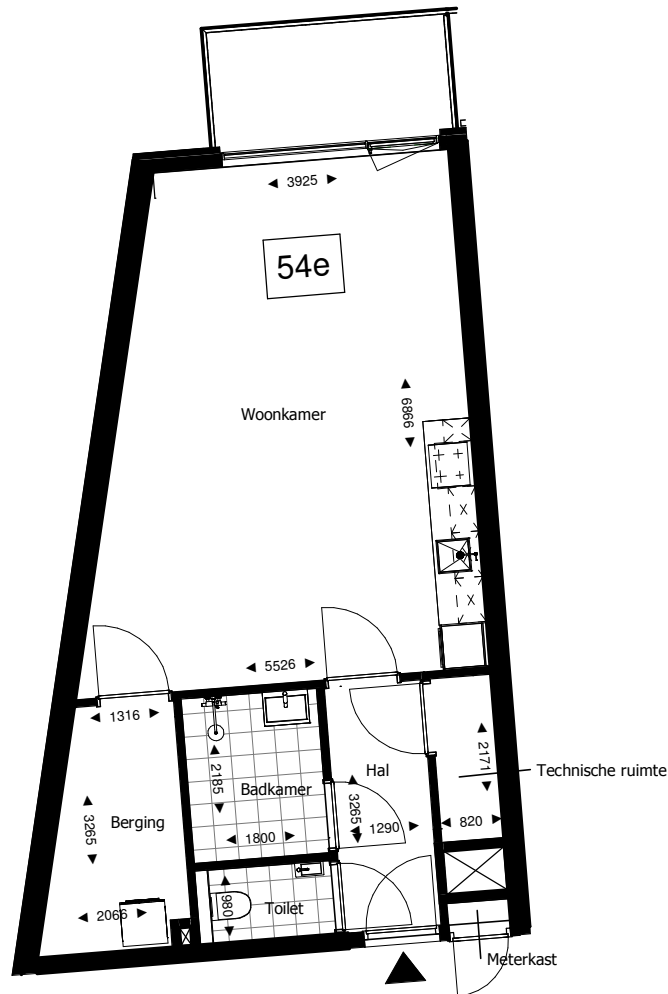 3925
54e
6866
Woonkamer
5526
1316
2185
Hal
2171
Technische ruimte
Badkamer
3265
3265
Berging
1800
1290
820
2066
980
Toilet
Meterkast